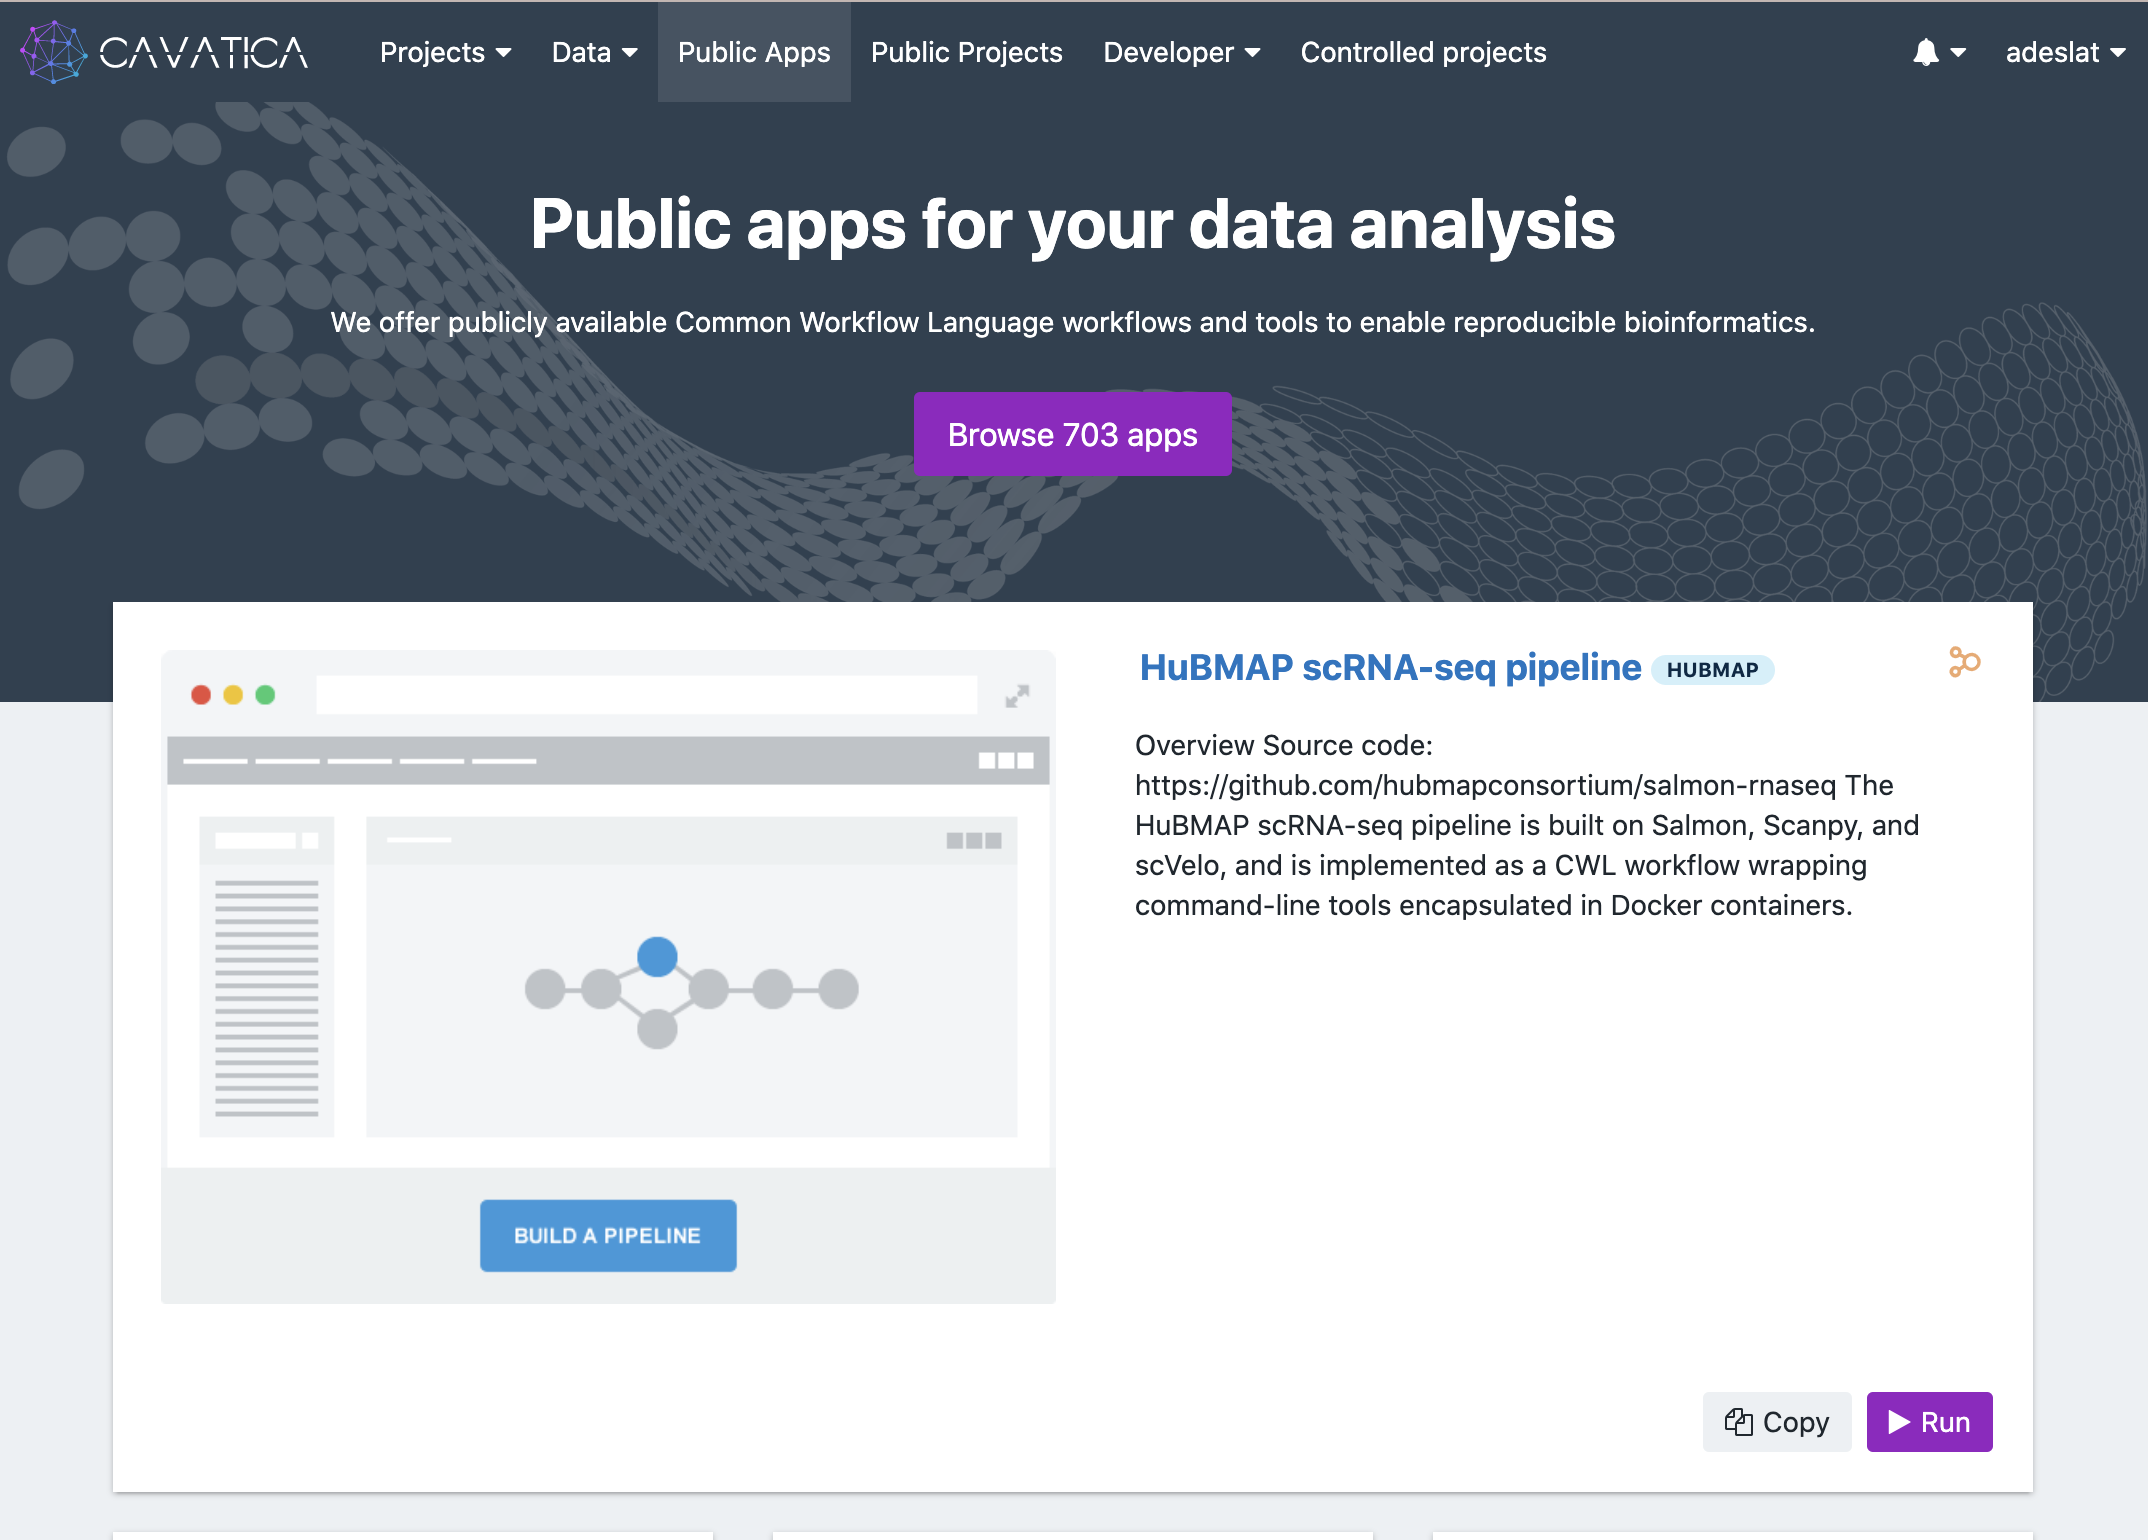 CAVATICA
Projects
Data
Public Apps
Public Projects
Developer
Controlled projects
adeslat
Public apps for your data analysis
We offer publicly available Common Workflow Language workflows and tools to enable reproducible bioinformatics.
Browse 703 apps
HuBMAP scRNA-seq pipeline HUBMAP
Overview Source code:
https://github.com/hubmapconsortium/salmon-rnaseq The
HuBMAP scRNA-seq pipeline is built on Salmon, Scanpy, and
scVelo, and is implemented as a CWL workflow wrapping
command-line tools encapsulated in Docker containers.
BUILD A PIPELINE
Copy
Run